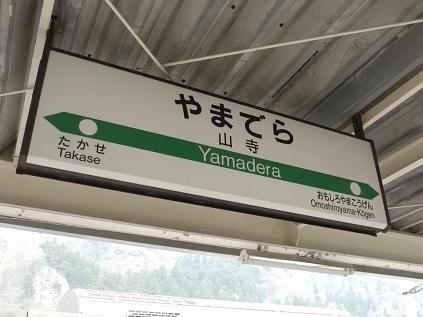 やまでら
山寺
Yamadera
たかせ
Takase
おもしろやまこうげん
Omoshiroyama-Kōgen